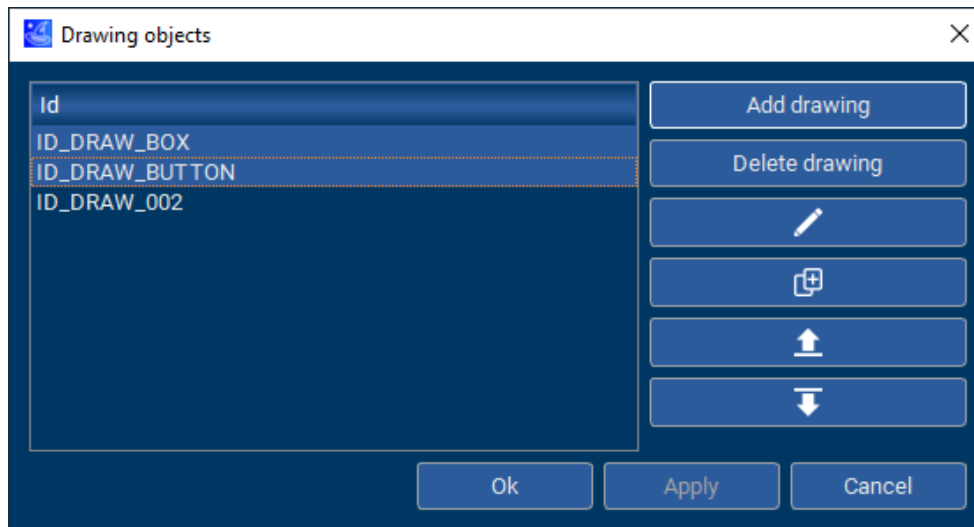 Drawing objects
Id
ID_DRAW_BOX
ID_DRAW_BUTTON
ID_DRAW_002
Add drawing
Delete drawing
Ok
Apply
Cancel